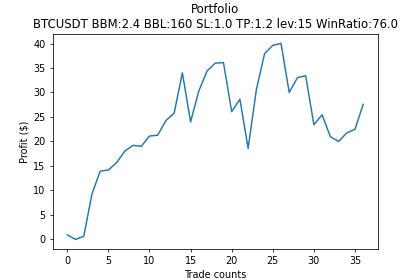 Portfolio
BTCUSDT BBM:2.4 BBL:160 SL:1.0 TP:1.2 lev:15 WinRatio:76.0
40
35
30
25
20
15
10
5
0
Profit ($)
0 5 10 15 20 25 30 35
Trade counts